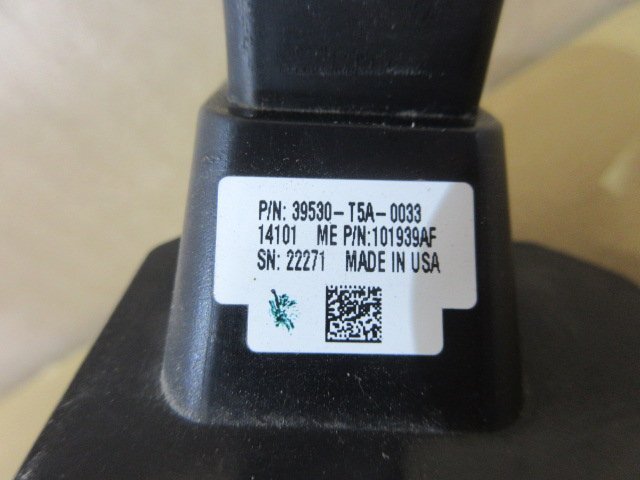 P/N: 39530-T5A-0033
14101 ME P/N:101939AF
SN: 22271 MADE IN USA